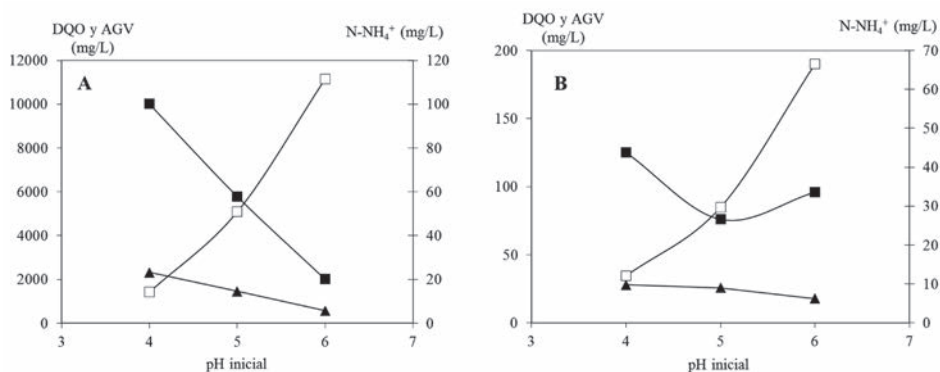 DQO y AGV
(mg/L)
N-NH₄⁺ (mg/L)
12000
10000
8000
6000
4000
2000
0
A
120
100
80
60
40
20
0
3 4 5 6 7
pH inicial
DQO y AGV
(mg/L)
N-NH₄⁺ (mg/L)
200
150
100
50
0
B
70
60
50
40
30
20
10
0
3 4 5 6 7
pH inicial